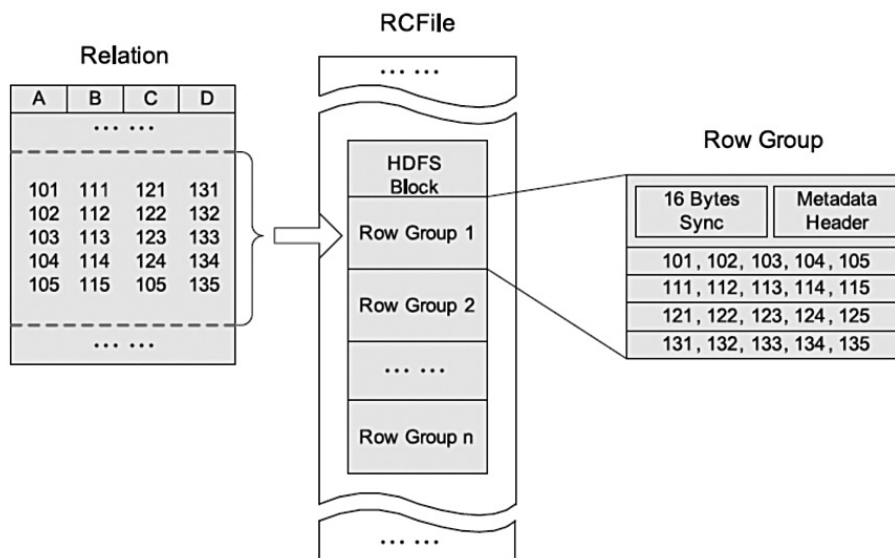 RCFile
Relation
A B C D
... ...
101 111 121 131
102 112 122 132
103 113 123 133
104 114 124 134
105 115 105 135
... ...
... ...
HDFS
Block
Row Group 1
Row Group 2
... ...
Row Group n
... ...
Row Group
16 Bytes
Sync
Metadata
Header
101, 102, 103, 104, 105
111, 112, 113, 114, 115
121, 122, 123, 124, 125
131, 132, 133, 134, 135